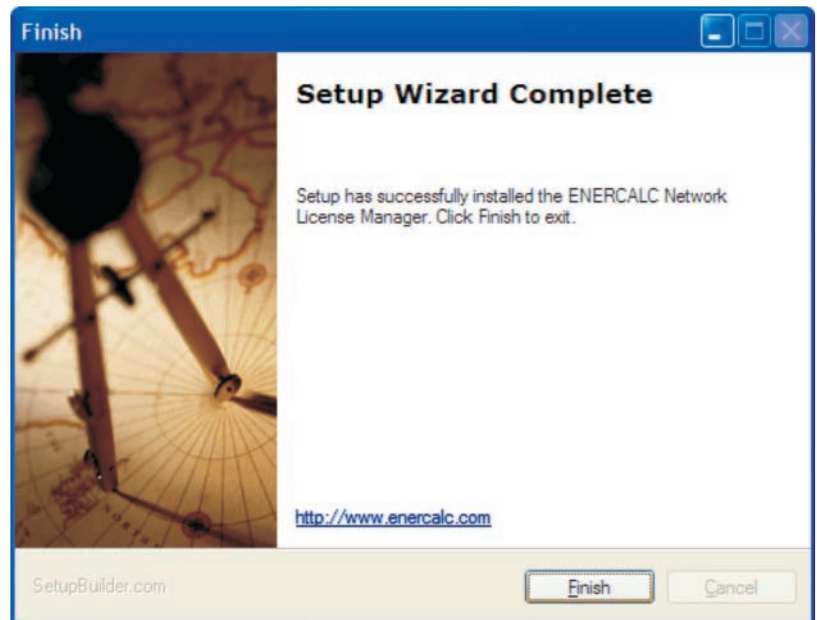 Finish
Setup Wizard Complete
Setup has successfully installed the ENERCALC Network
License Manager. Click Finish to exit.
http://www.enercalc.com
SetupBuilder.com
Finish
Cancel